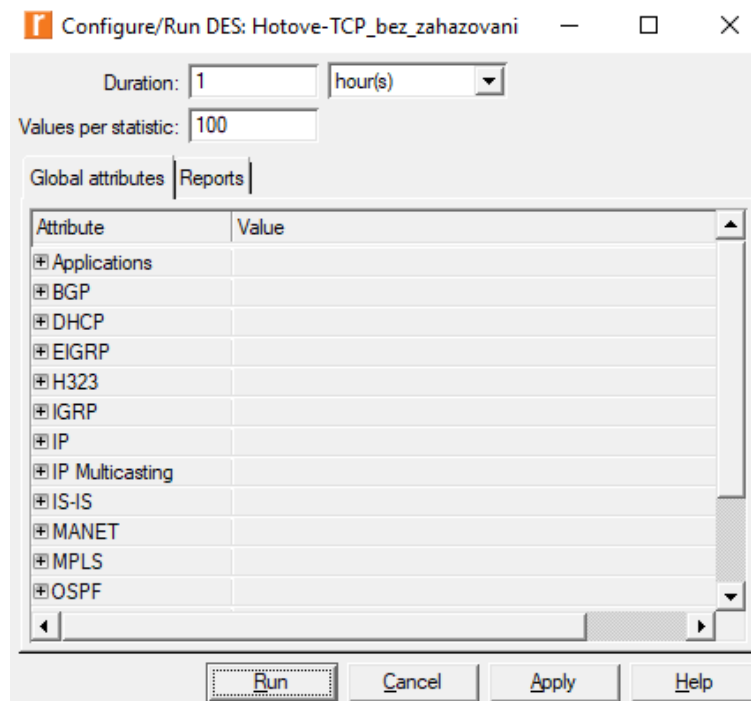 Configure/Run DES: Hotove-TCP_bez_zahazovani
Duration: 1 hour(s)
Values per statistic: 100
Global attributes Reports
Attribute Value
Applications
BGP
DHCP
EIGRP
H323
IGRP
IP
IP Multicasting
IS-IS
MANET
MPLS
OSPF
Run Cancel Apply Help